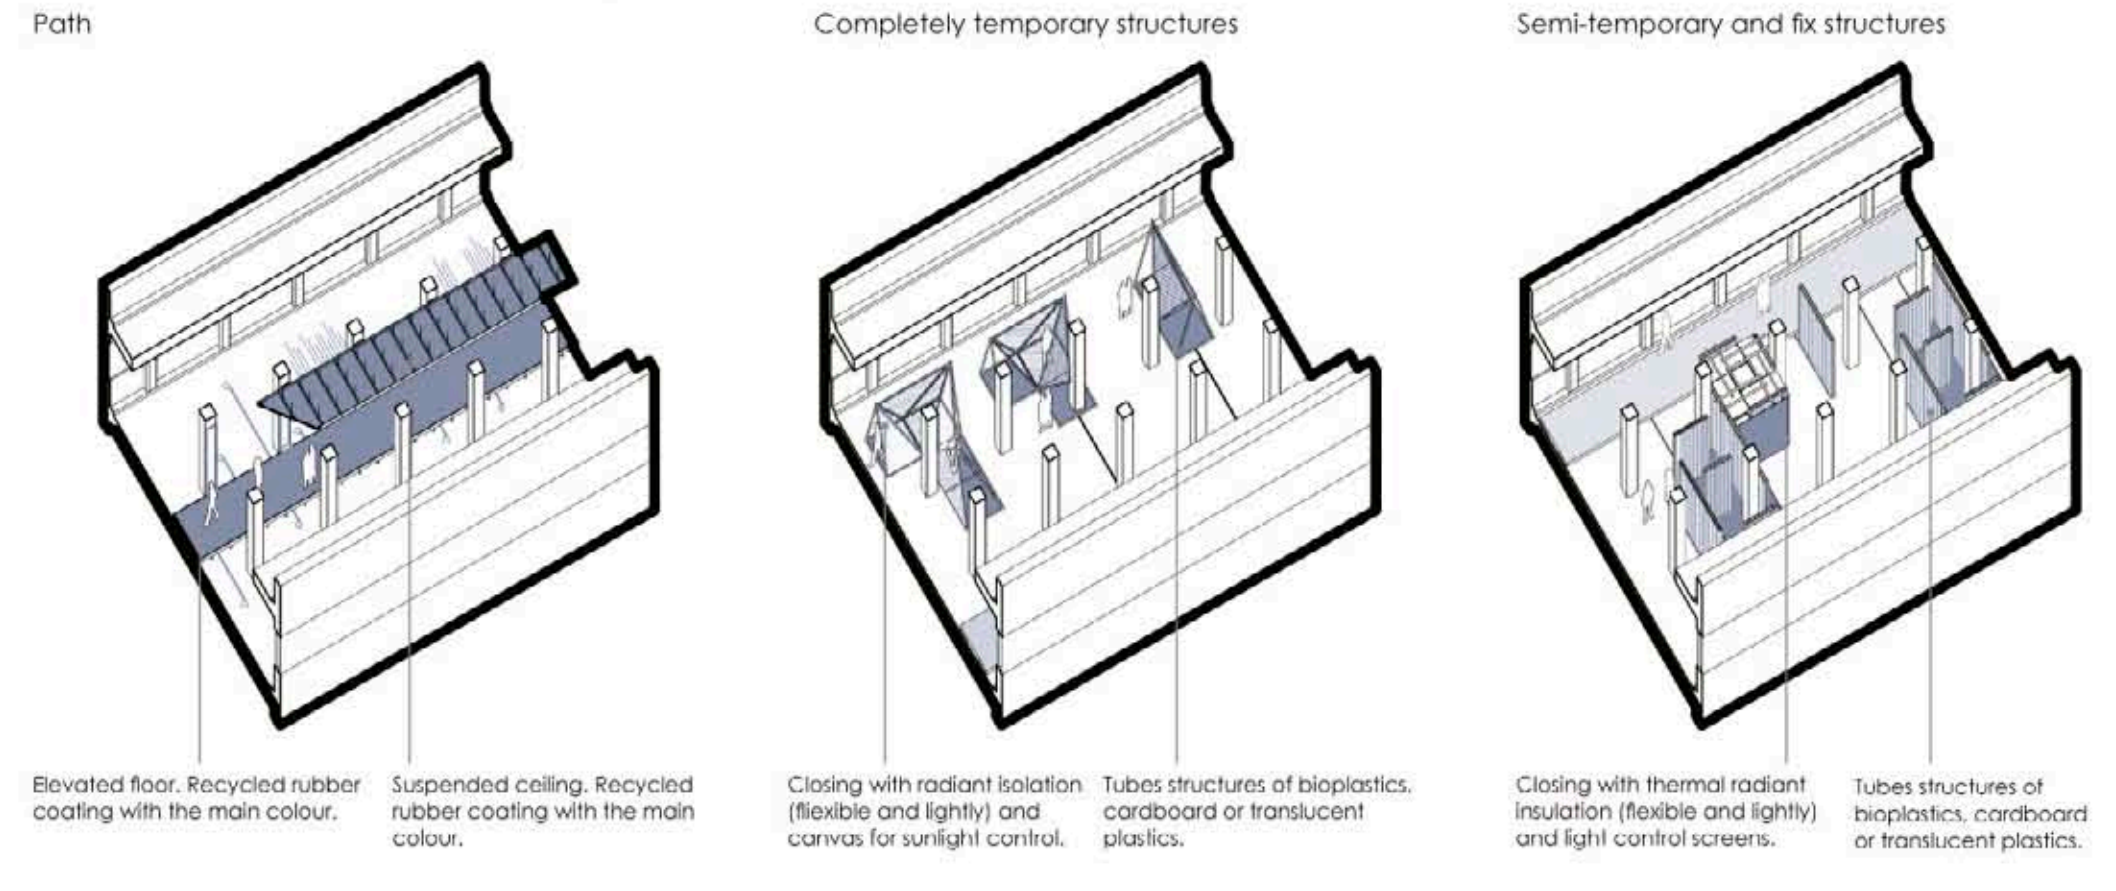 Path
Completely temporary structures
Semi-temporary and fix structures
Elevated floor. Recycled rubber
coating with the main colour.
Suspended ceiling. Recycled
rubber coating with the main
colour.
Closing with radiant isolation
(fliexible and lightly) and
canvas for sunlight control.
Tubes structures of bioplastics,
cardboard or translucent
plastics.
Closing with thermal radiant
insulation (flexible and lightly)
and light control screens.
Tubes structures of
bioplastics, cardboard
or translucent plastics.